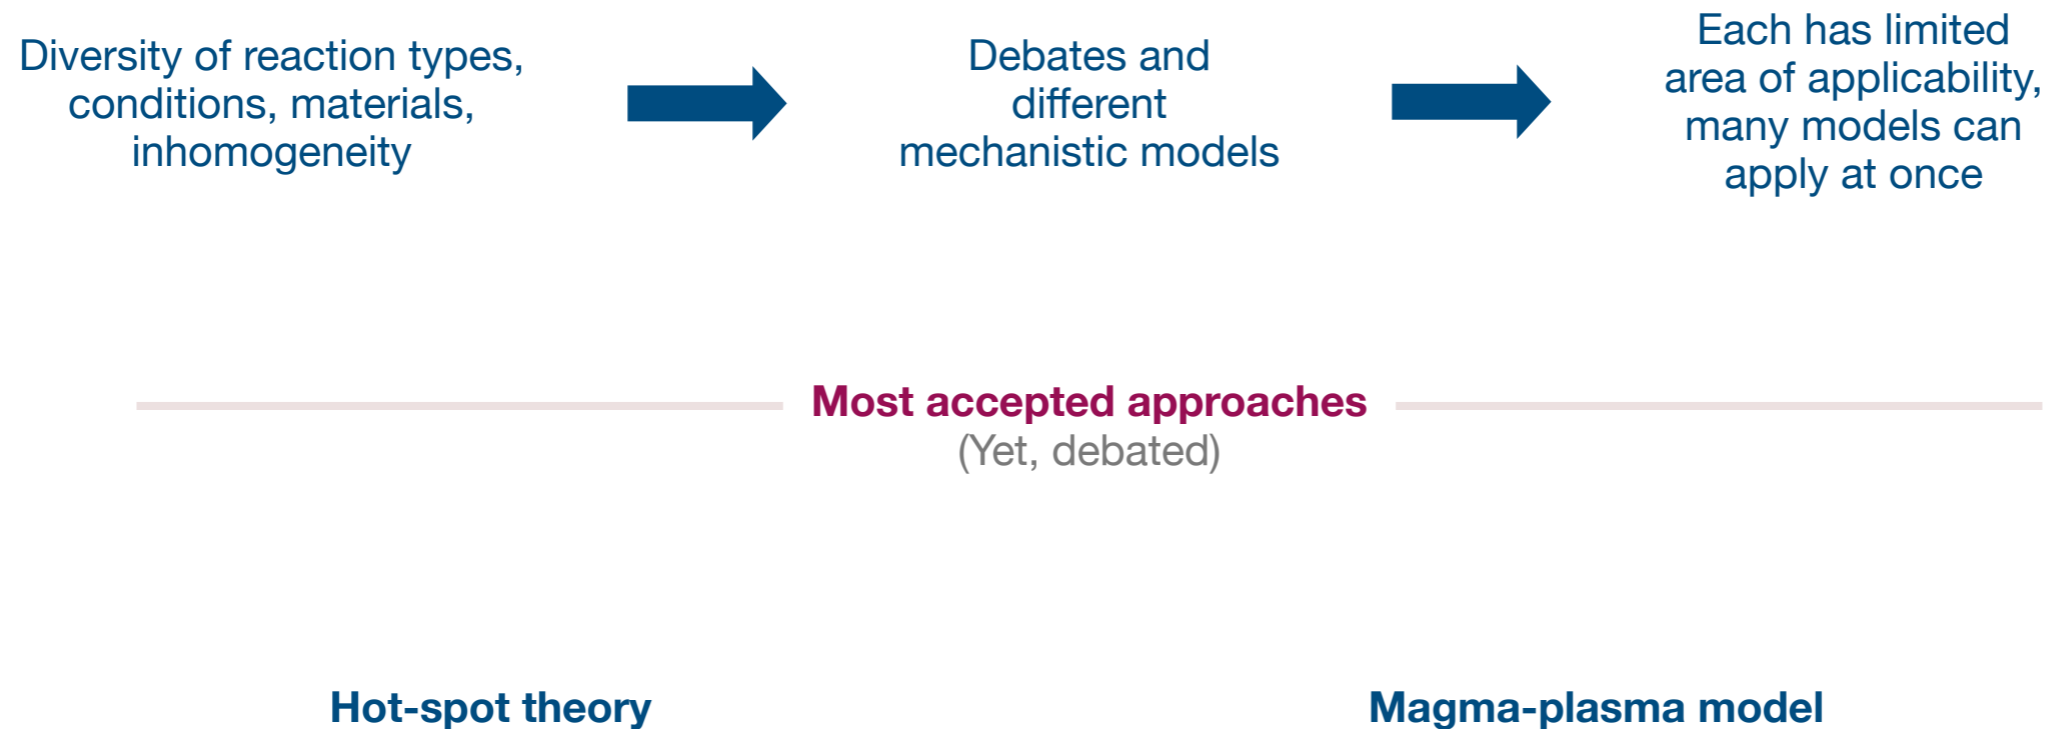 Diversity of reaction types,
conditions, materials,
inhomogeneity
Debates and
different
mechanistic models
Each has limited
area of applicability,
many models can
apply at once
Most accepted approaches
(Yet, debated)
Hot-spot theory
Magma-plasma model